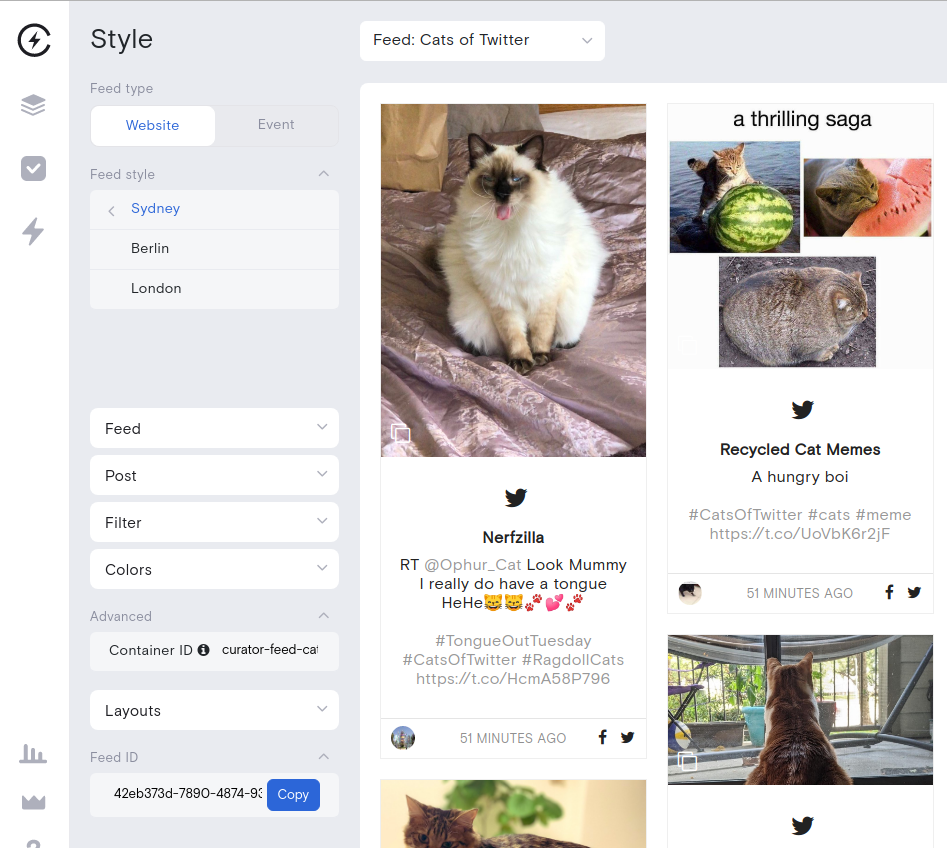 Style
Feed type
Website
Event
Feed style
Sydney
Berlin
London
Feed
Post
Filter
Colors
Advanced
Container ID
curator-feed-cat
Layouts
Feed ID
42eb373d-7890-4874-93
Copy
Feed: Cats of Twitter
Nerfzilla
RT @Ophur_Cat Look Mummy
I really do have a tongue
HeHe😹😹🐾💕🐾
#TongueOutTuesday
#CatsOfTwitter #RagdollCats
https://t.co/HcmA58P796
51 MINUTES AGO
a thrilling saga
Recycled Cat Memes
A hungry boi
#CatsOfTwitter #cats #meme
https://t.co/UoVbK6r2jF
51 MINUTES AGO